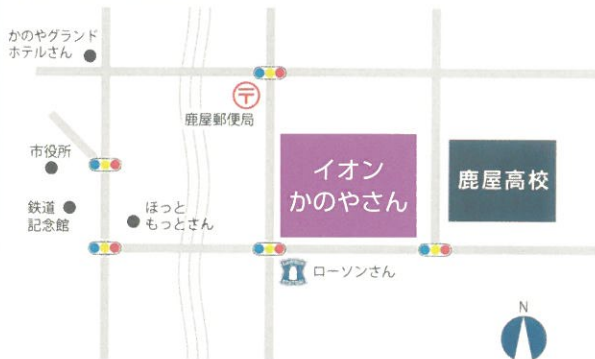 かのやグランド
ホテルさん
鹿屋郵便局
市役所
イオン
かのやさん
鹿屋高校
鉄道
記念館
ほっと
もっとさん
ローソンさん
N